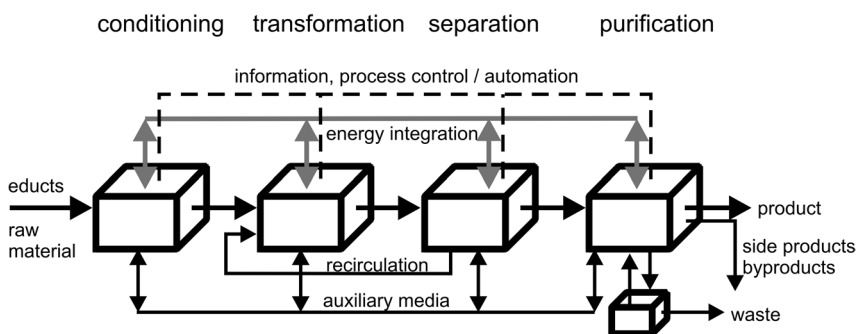 conditioning transformation separation purification
information, process control / automation
energy integration
educts
raw
material
product
side products
byproducts
recirculation
auxiliary media
waste